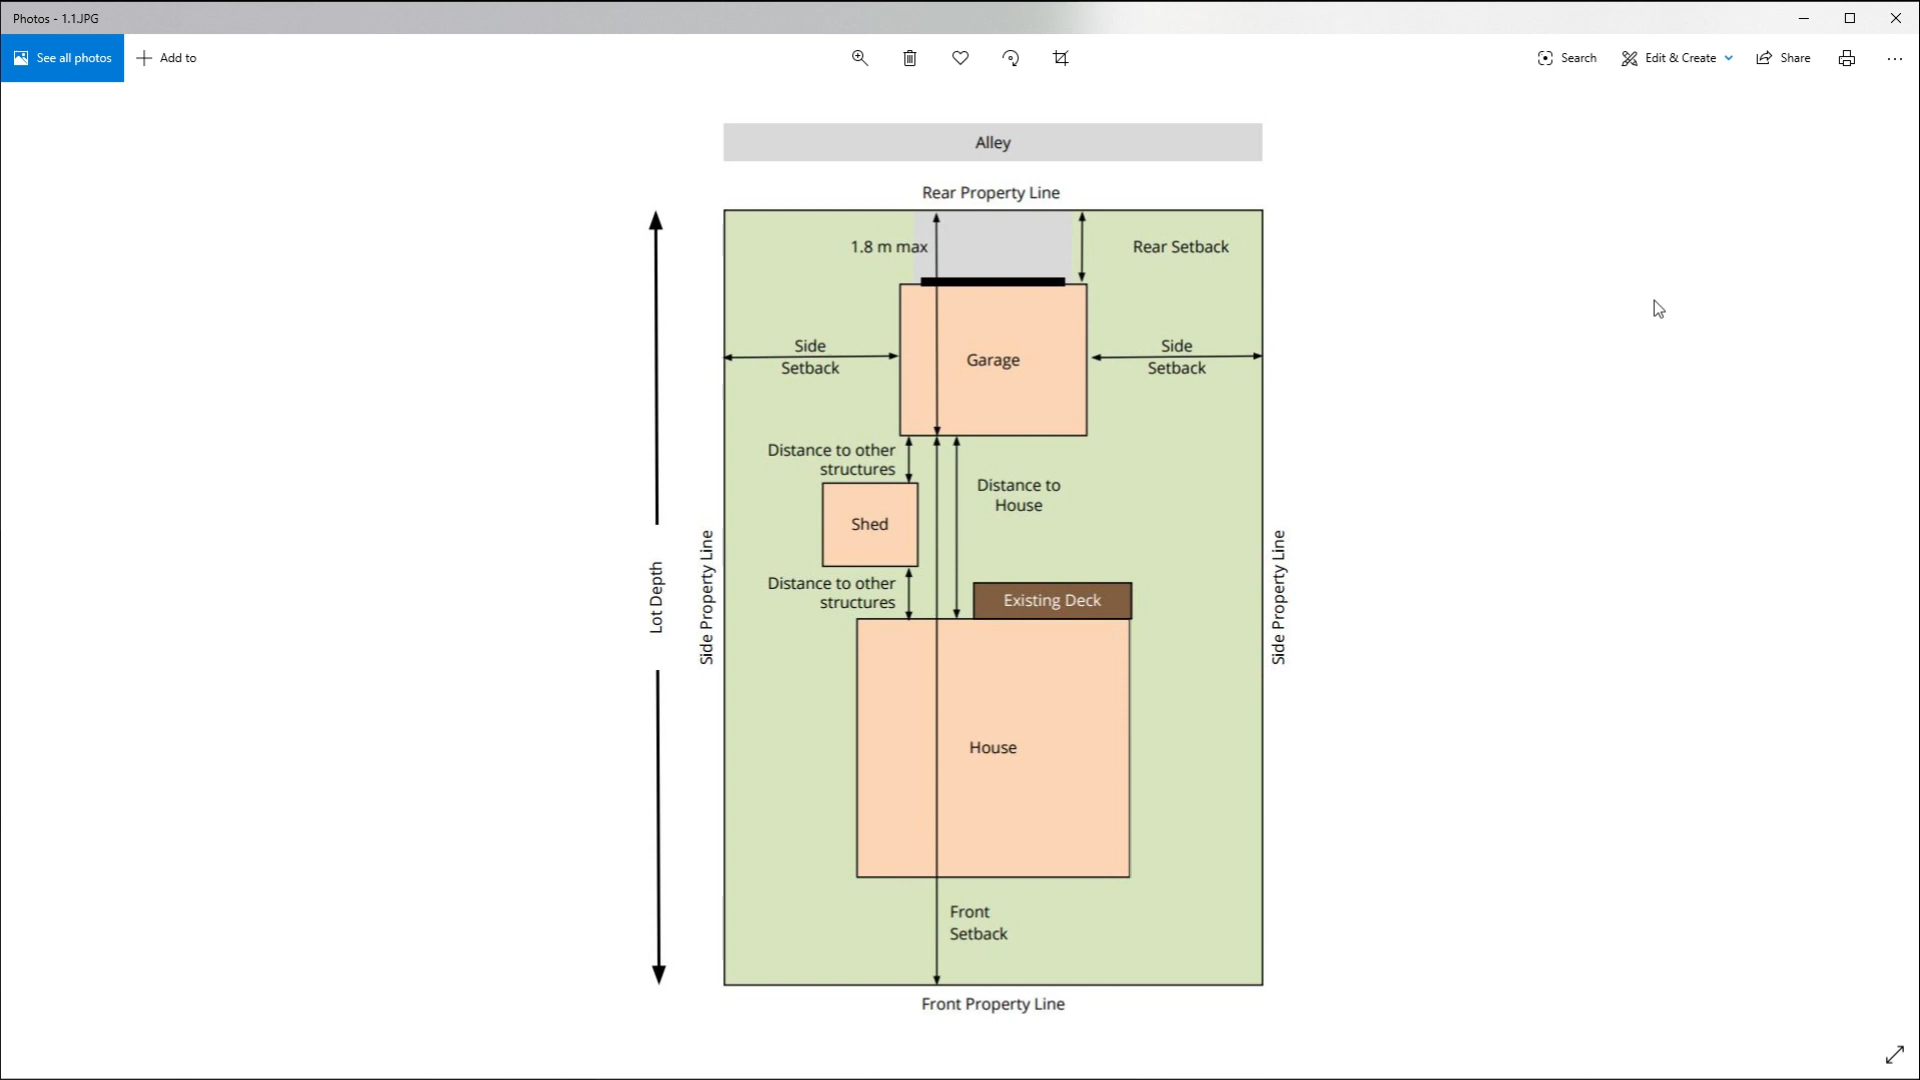 Photos - 1.1.JPG
See all photos
Add to
Search
Edit & Create
Share
Alley
Rear Property Line
1.8 m max
Rear Setback
Side
Setback
Garage
Side
Setback
Distance to other
structures
Distance to
House
Shed
Distance to other
structures
Existing Deck
Lot Depth
Side Property Line
Side Property Line
House
Front
Setback
Front Property Line